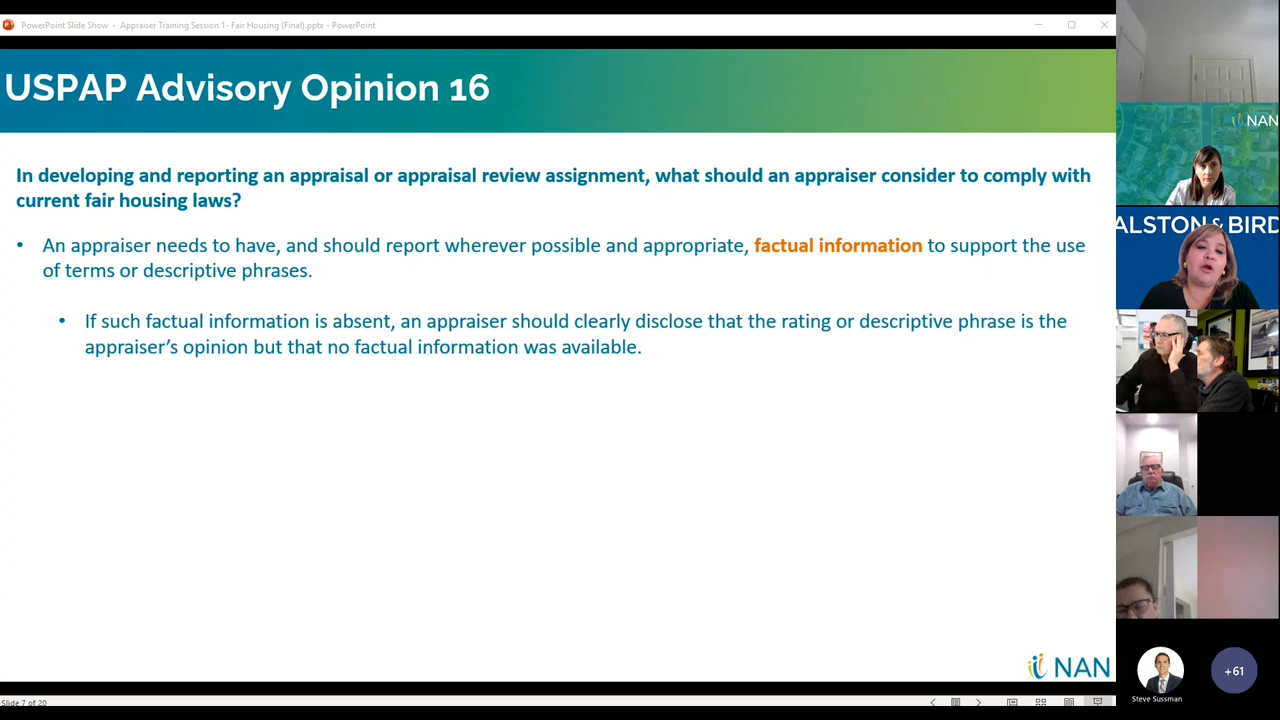 PowerPoint Slide Show - Appraiser Training Session 1- Fair Housing (Final).pptx - PowerPoint
USPAP Advisory Opinion 16
In developing and reporting an appraisal or appraisal review assignment, what should an appraiser consider to comply with
current fair housing laws?
• An appraiser needs to have, and should report wherever possible and appropriate, factual information to support the use
of terms or descriptive phrases.
• If such factual information is absent, an appraiser should clearly disclose that the rating or descriptive phrase is the
appraiser's opinion but that no factual information was available.
NAN
Slide 7 of 20
NAN
ALSTON & BIRD
Steve Sussman
+61